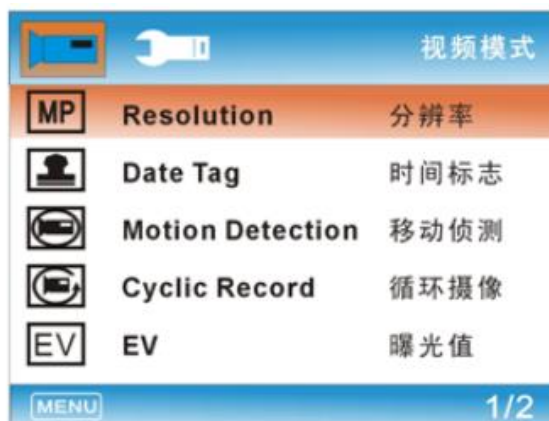 视频模式
MP Resolution 分辨率
Date Tag 时间标志
Motion Detection 移动侦测
Cyclic Record 循环摄像
EV EV 曝光值
MENU 1/2